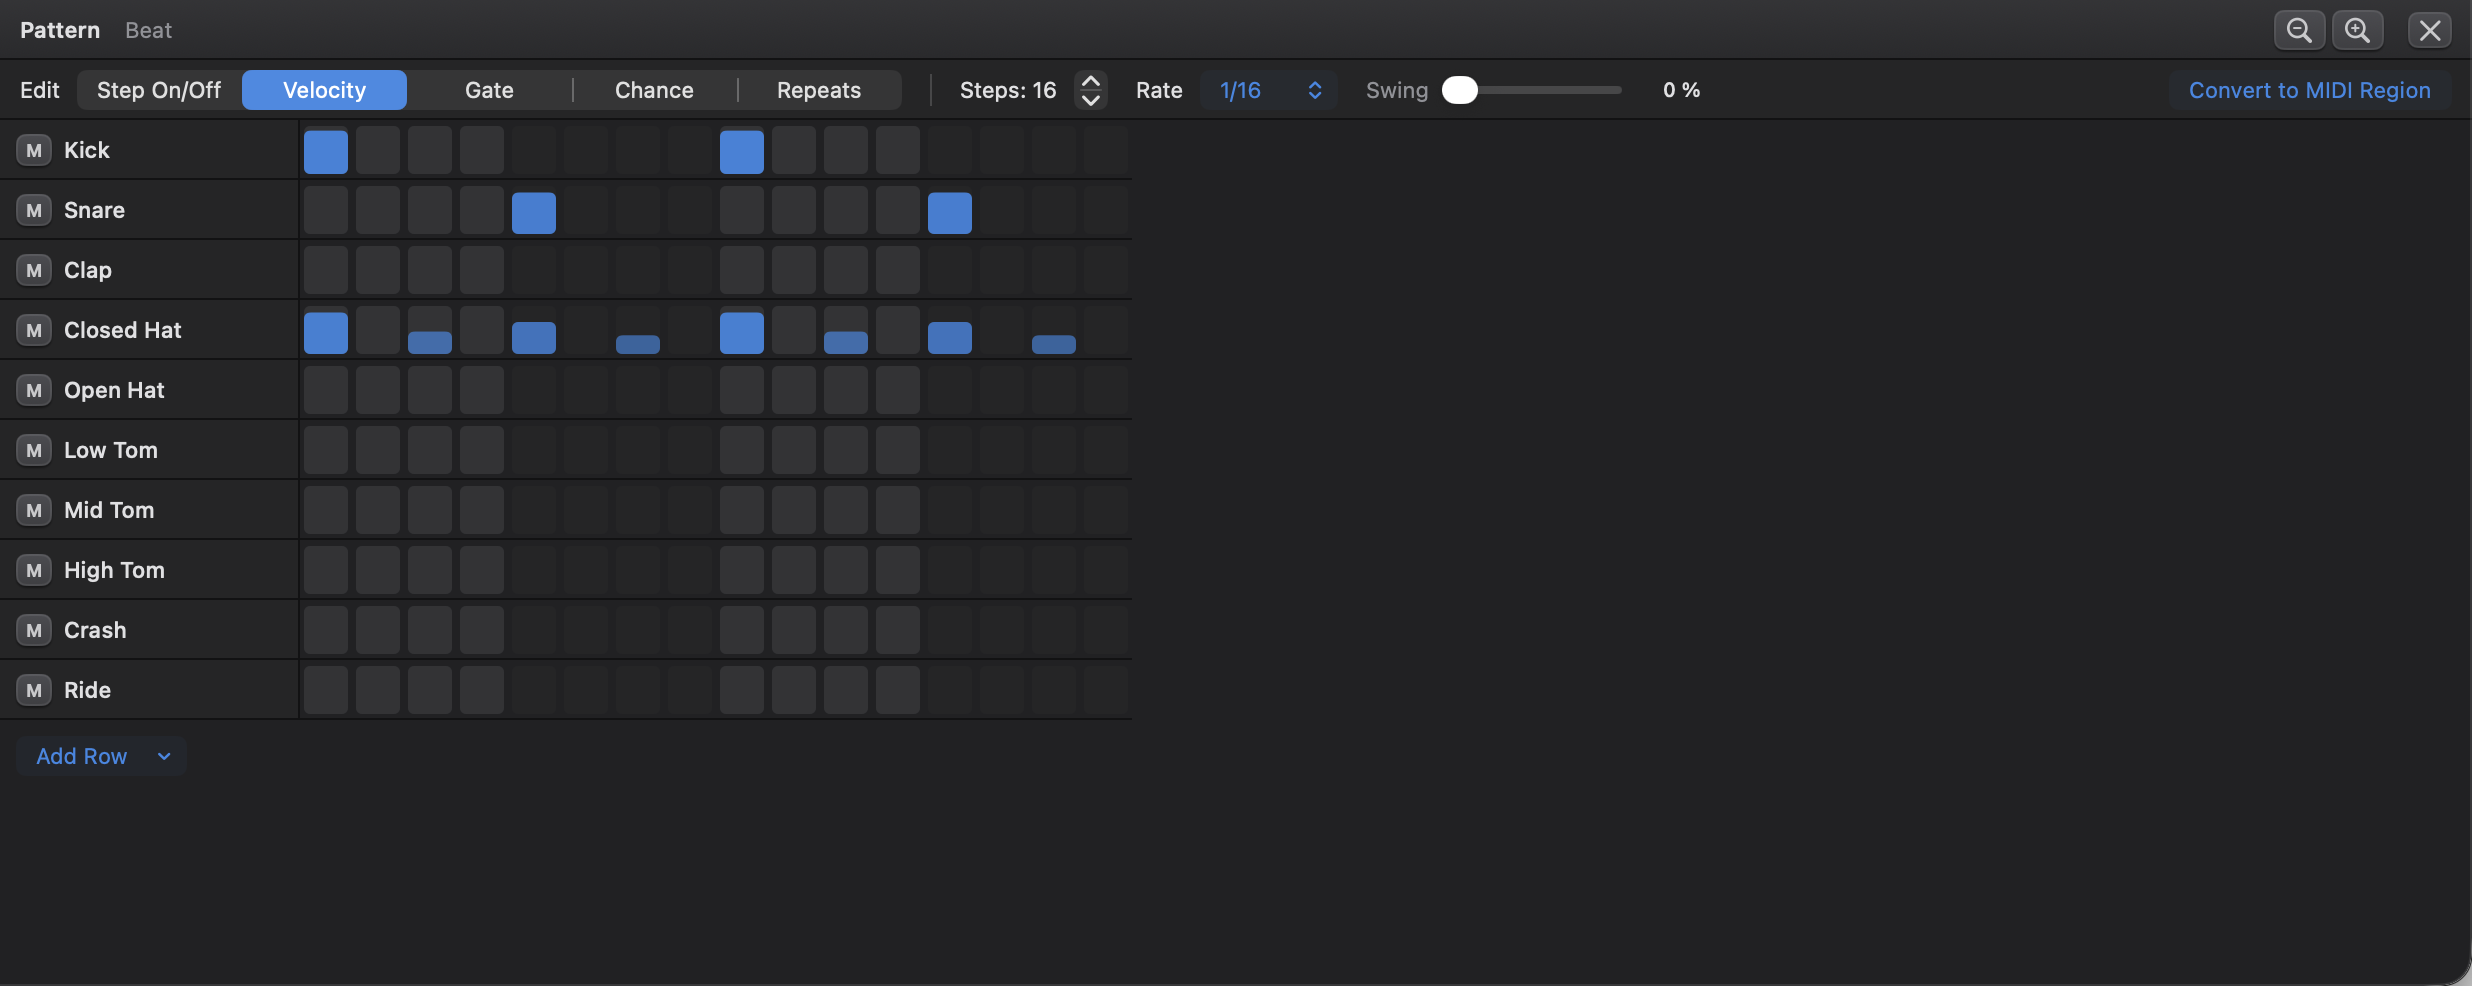 Pattern Beat
Edit Step On/Off Velocity Gate Chance Repeats Steps: 16 Rate 1/16 Swing 0 % Convert to MIDI Region
M Kick
M Snare
M Clap
M Closed Hat
M Open Hat
M Low Tom
M Mid Tom
M High Tom
M Crash
M Ride
Add Row